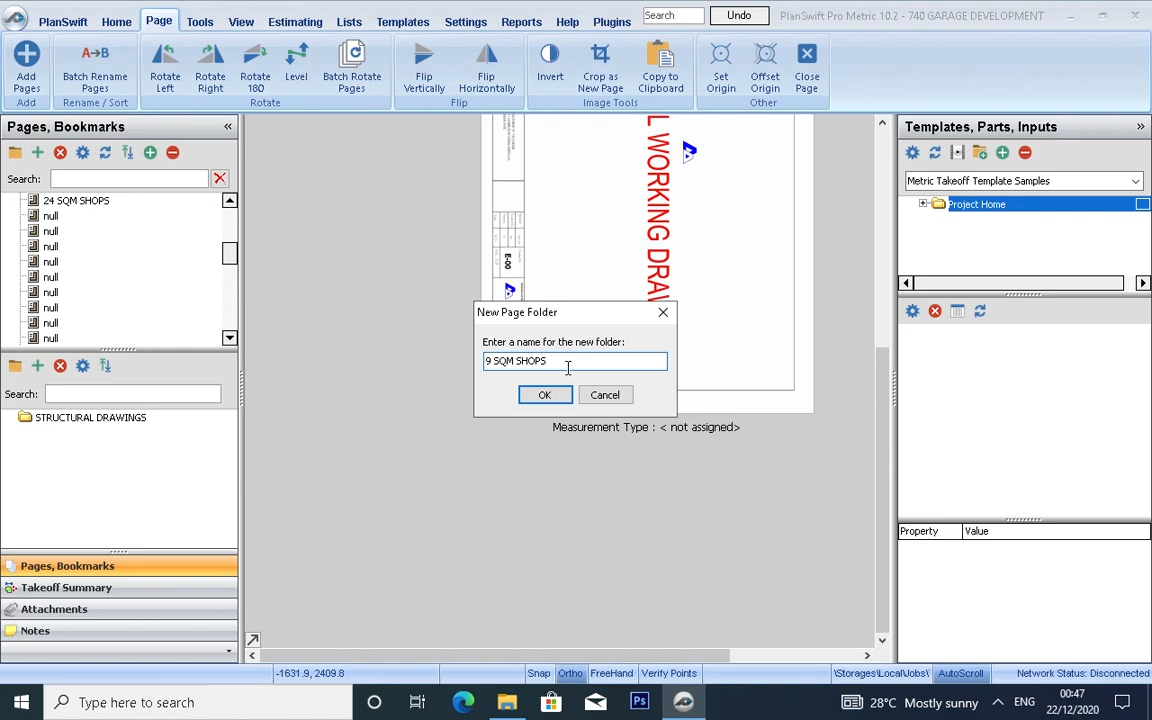 PlanSwift Home Page Tools View Estimating Lists Templates Settings Reports Help Plugins Search Undo PlanSwift Pro Metric 10.2 - 740 GARAGE DEVELOPMENT
Add Pages
Batch Rename Pages
Rotate Left
Rotate Right
Rotate 180
Level
Batch Rotate Pages
Flip Vertically
Flip Horizontally
Invert
Crop as New Page
Copy to Clipboard
Set Origin
Offset Origin
Close Page
Add Rename / Sort Rotate Flip Image Tools Other
Pages, Bookmarks «
Search:
24 SQM SHOPS
null
null
null
null
null
null
null
null
null
Search:
STRUCTURAL DRAWINGS
Pages, Bookmarks
Takeoff Summary
Attachments
Notes
L WORKING DRAW
E-00
New Page Folder
Enter a name for the new folder:
9 SQM SHOPS
OK Cancel
Measurement Type : < not assigned>
Templates, Parts, Inputs »
Metric Takeoff Template Samples
Project Home
Property Value
-1631.9, 2409.8 Snap Ortho FreeHand Verify Points \Storages\Local\Jobs\ AutoScroll Network Status: Disconnected
Type here to search 28°C Mostly sunny ENG 00:47
22/12/2020